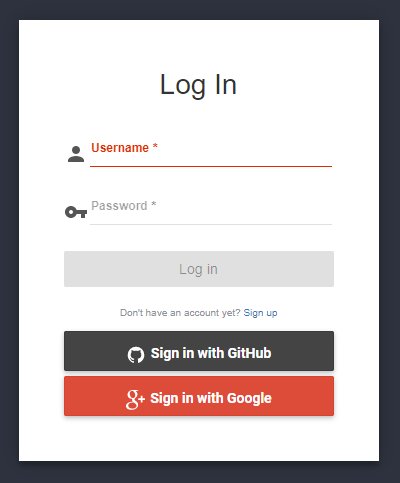 Log In
Username *
Password *
Log in
Don't have an account yet? Sign up
Sign in with GitHub
g+ Sign in with Google